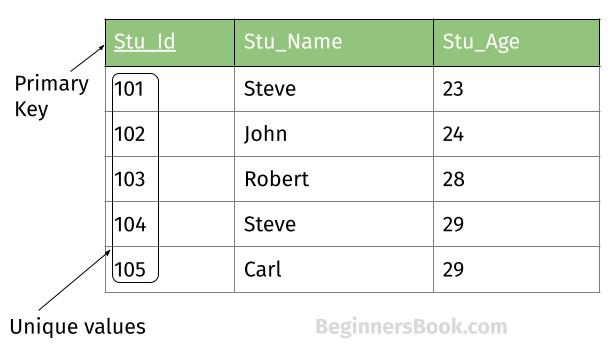 Stu_Id Stu_Name Stu_Age
Primary
Key
101 Steve 23
102 John 24
103 Robert 28
104 Steve 29
105 Carl 29
Unique values
BeginnersBook.com